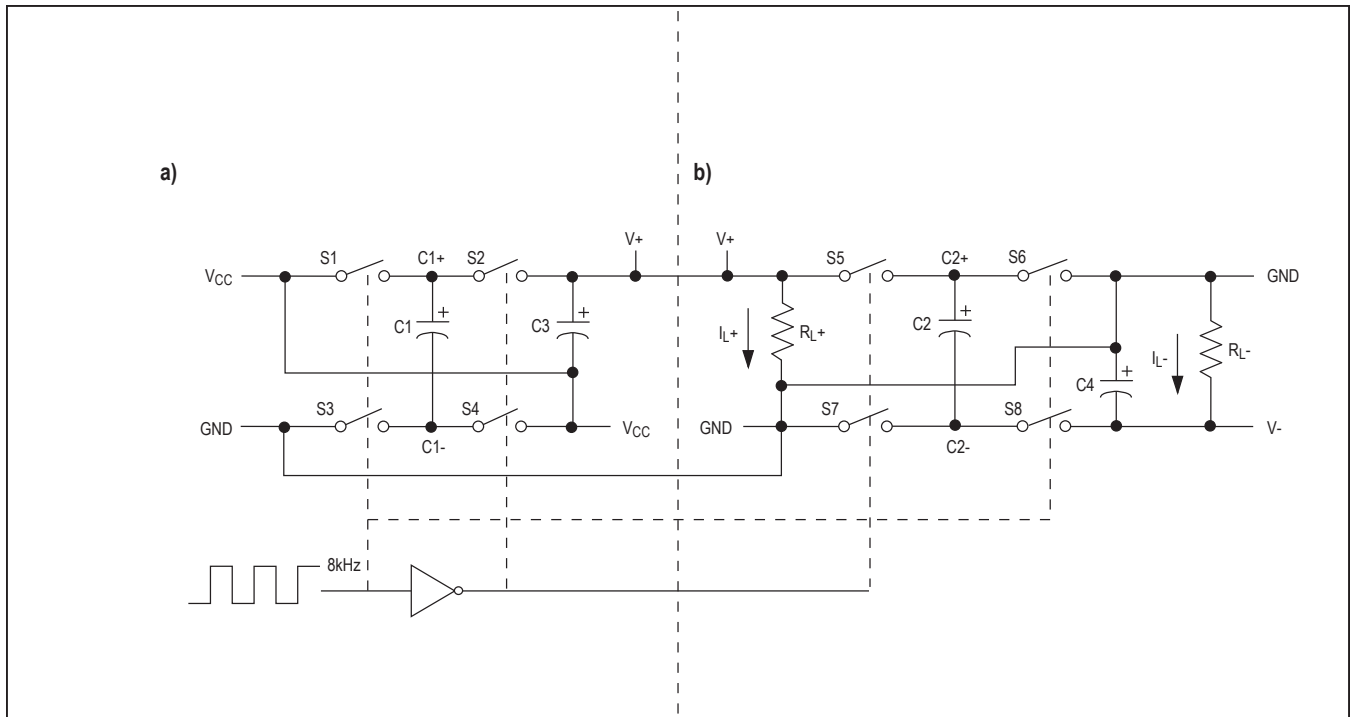 a)
b)
V+
V+
S1
C1+
S2
S5
C2+
S6
VCC
GND
C1
+
C3
+
IL+
RL+
C2
+
IL-
RL-
C4
+
S3
S4
S7
S8
GND
C1-
VCC
GND
C2-
V-
8kHz